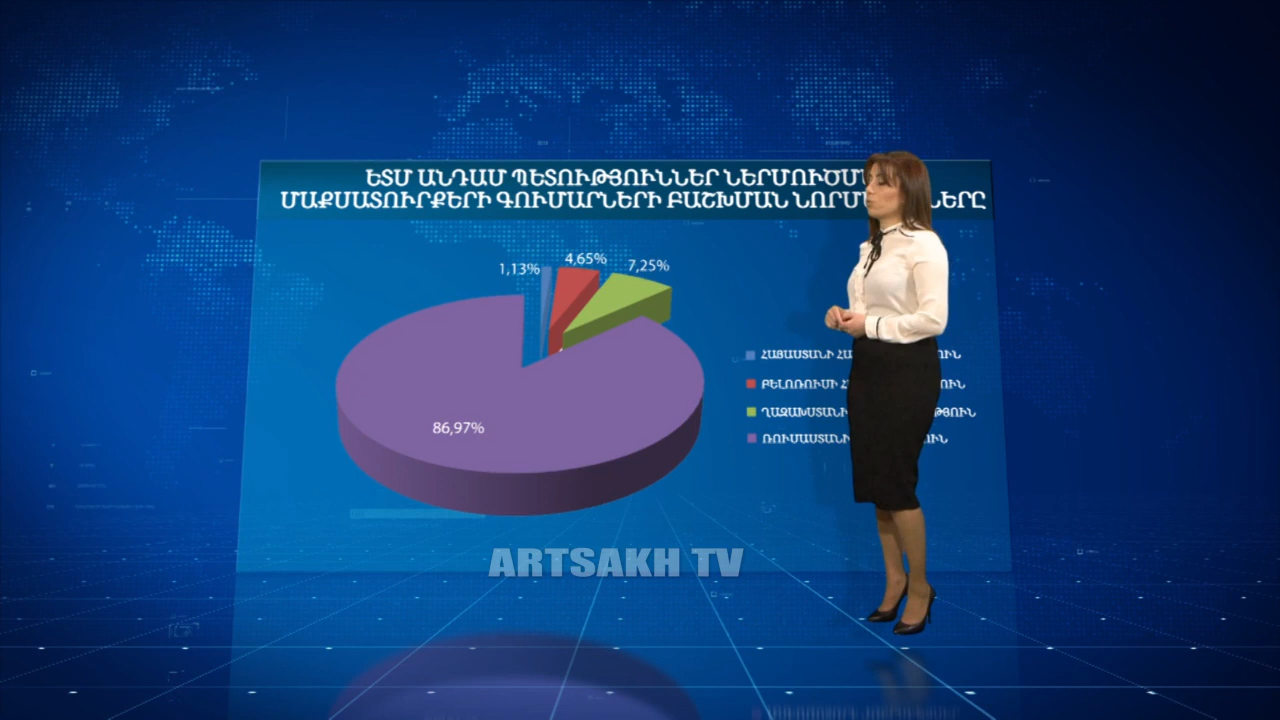 ԵՏՄ ԱՆԴԱՄ ՊԵՏՈՒԹՅՈՒՆՆԵՐ
ՄԱՔՍԱՏՈՒՐՔԵՐԻ ԳՈՒՄԱՐՆԵՐԻ ԲԱՇԽՄԱՆ
1,13% 4,65% 7,25%
86,97%
ՀԱՅԱՍՏԱՆԻ
ԲԵԼՈՌՈՒՍԻ
ՂԱԶԱԽՍՏԱՆԻ
ՌՈՒՍԱՍՏԱՆԻ
ARTSAKH TV